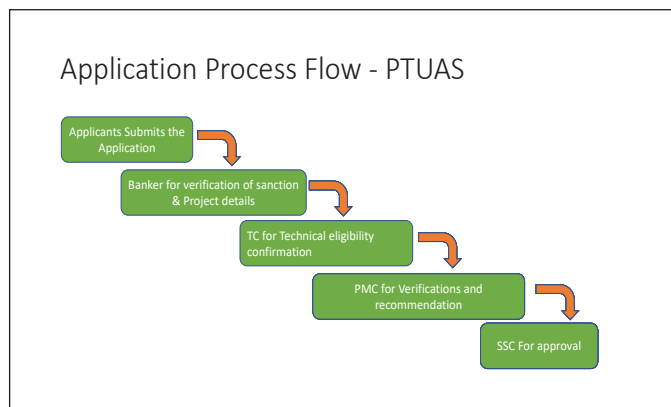 Application Process Flow - PTUAS
Applicants Submits the
Application
Banker for verification of sanction
& Project details
TC for Technical eligibility
confirmation
PMC for Verifications and
recommendation
SSC For approval